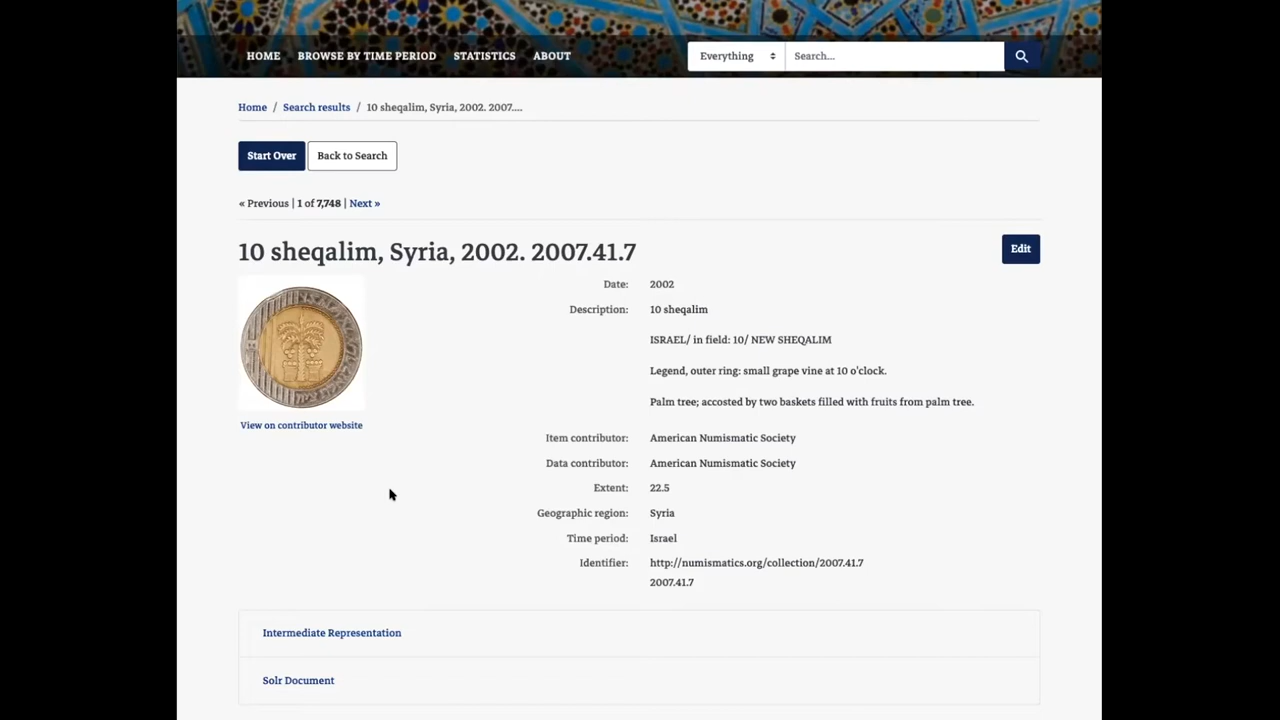 HOME BROWSE BY TIME PERIOD STATISTICS ABOUT Everything Search...
Home / Search results / 10 sheqalim, Syria, 2002. 2007....
Start Over Back to Search
« Previous | 1 of 7,748 | Next »
10 sheqalim, Syria, 2002. 2007.41.7 Edit
Date: 2002
Description: 10 sheqalim
ISRAEL/ in field: 10/ NEW SHEQALIM
Legend, outer ring: small grape vine at 10 o'clock.
Palm tree; accosted by two baskets filled with fruits from palm tree.
View on contributor website
Item contributor: American Numismatic Society
Data contributor: American Numismatic Society
Extent: 22.5
Geographic region: Syria
Time period: Israel
Identifier: http://numismatics.org/collection/2007.41.7
2007.41.7
Intermediate Representation
Solr Document